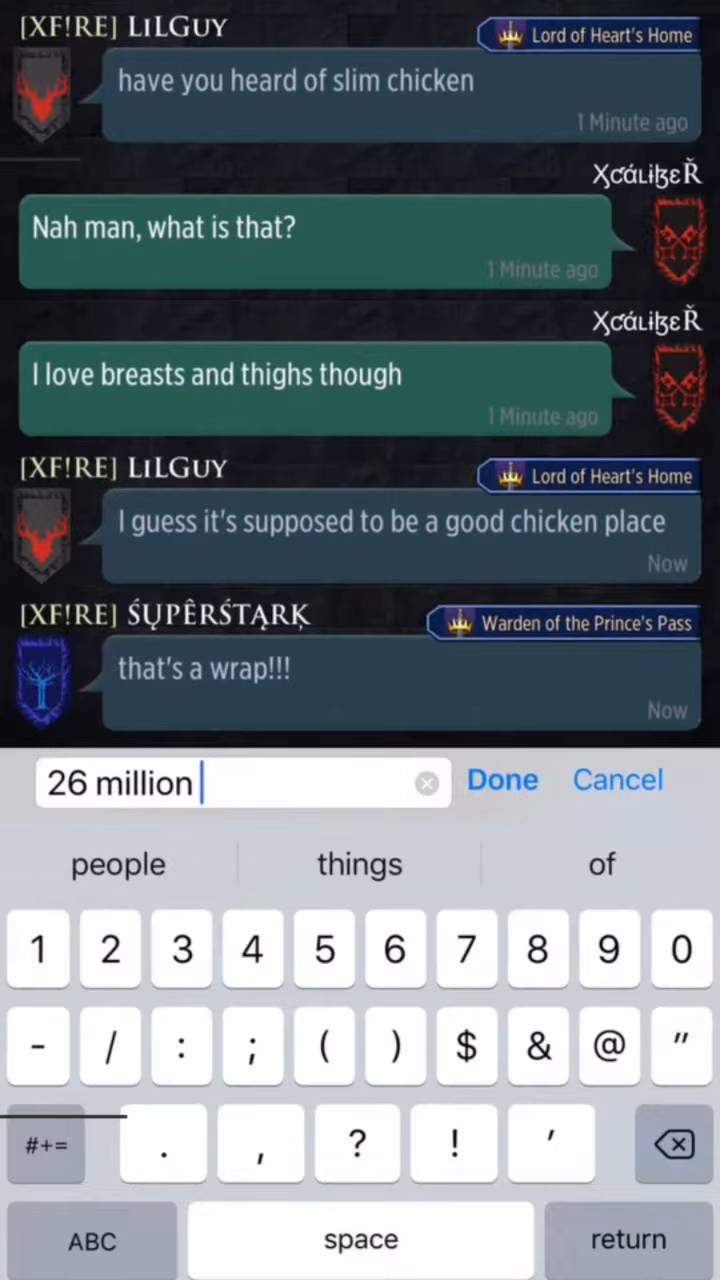 [XF!RE] LiLGuy
Lord of Heart's Home
have you heard of slim chicken
1 Minute ago
ӼƈάʟɨɮɛŘ
Nah man, what is that?
1 Minute ago
ӼƈάʟɨɮɛŘ
I love breasts and thighs though
1 Minute ago
[XF!RE] LiLGuy
Lord of Heart's Home
I guess it's supposed to be a good chicken place
Now
[XF!RE] ŚŲPÊRŚTĄRĶ
Warden of the Prince's Pass
that's a wrap!!!
Now
26 million
Done Cancel
people things of
1 2 3 4 5 6 7 8 9 0
- / : ; ( ) $ & @ "
#+= . , ? ! '
ABC space return